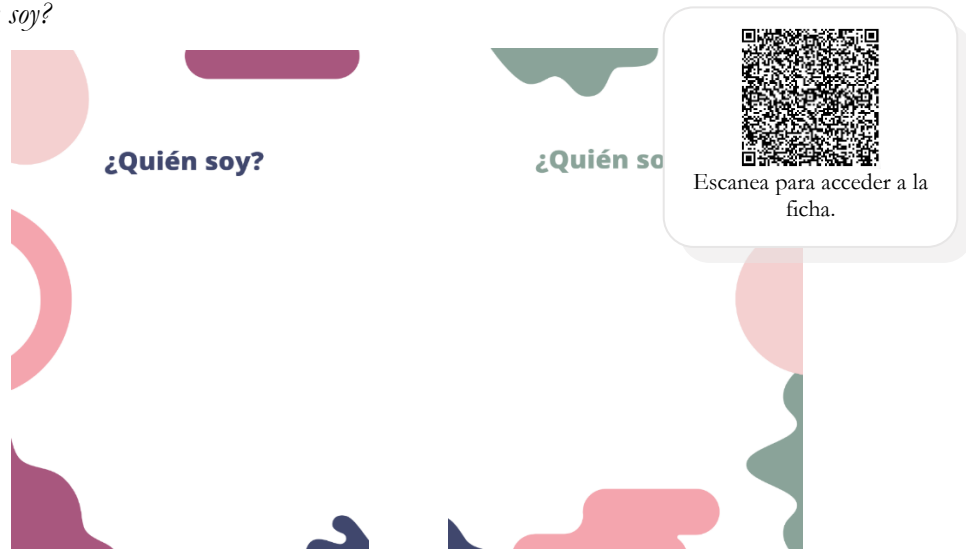 soy?
¿Quién soy?
¿Quién so
Escanea para acceder a la
ficha.